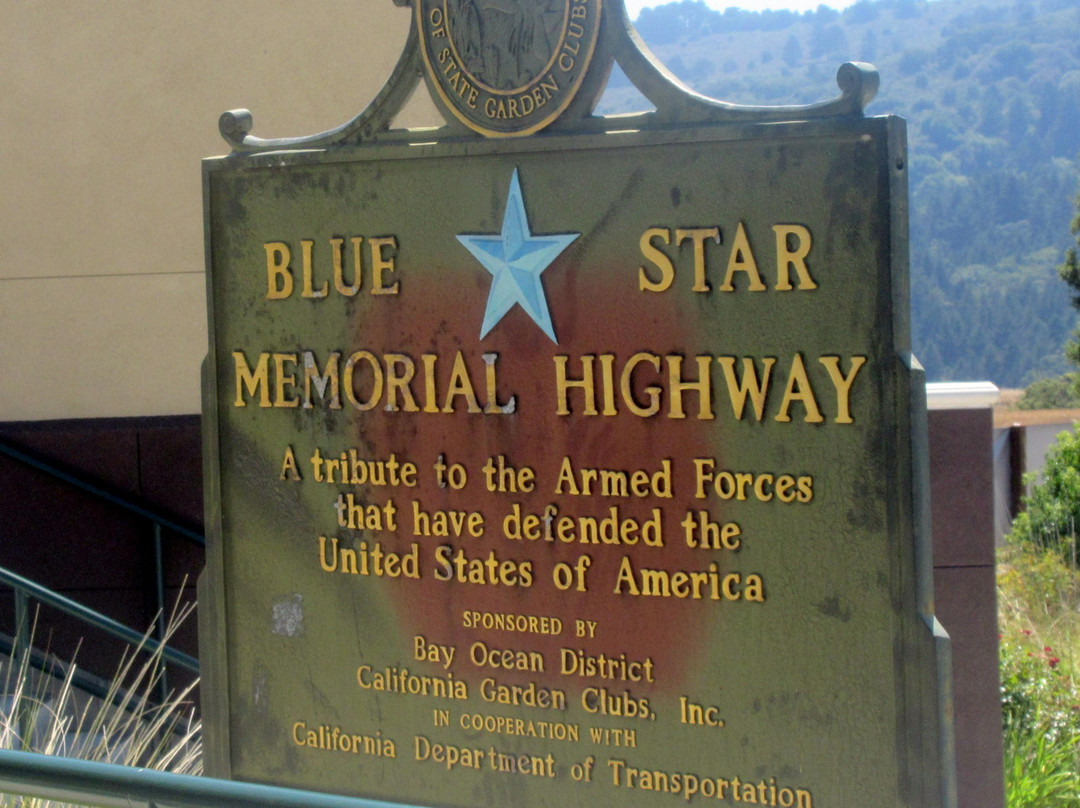 OF STATE GARDEN CLUBS
BLUE STAR
MEMORIAL HIGHWAY
A tribute to the Armed Forces
that have defended the
United States of America
SPONSORED BY
Bay Ocean District
California Garden Clubs, Inc.
IN COOPERATION WITH
California Department of Transportation